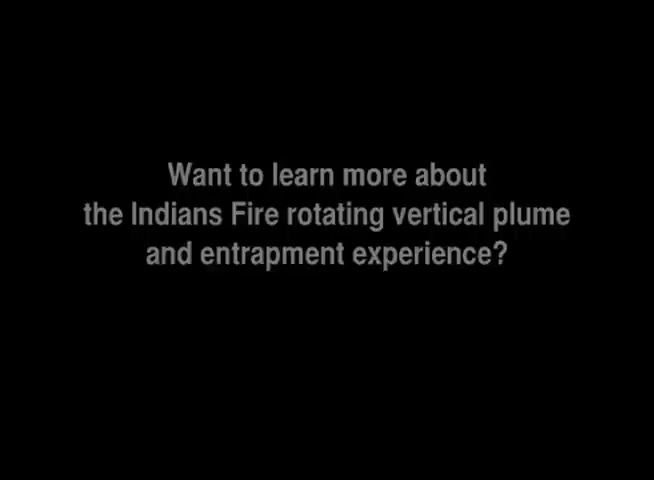 Want to learn more about
the Indians Fire rotating vertical plume
and entrapment experience?